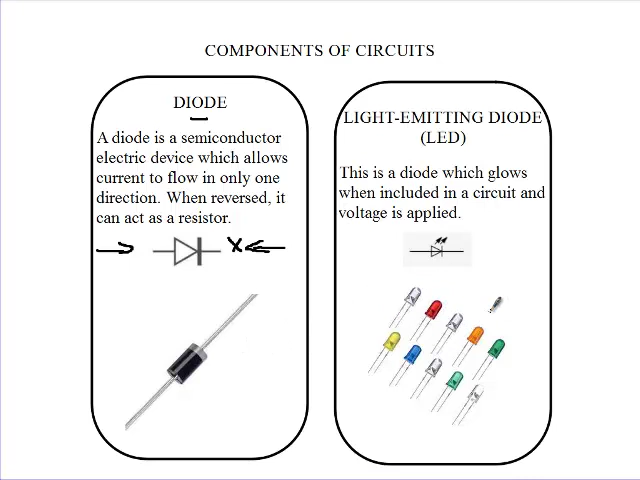 COMPONENTS OF CIRCUITS
DIODE
A diode is a semiconductor
electric device which allows
current to flow in only one
direction. When reversed, it
can act as a resistor.
X
LIGHT-EMITTING DIODE
(LED)
This is a diode which glows
when included in a circuit and
voltage is applied.